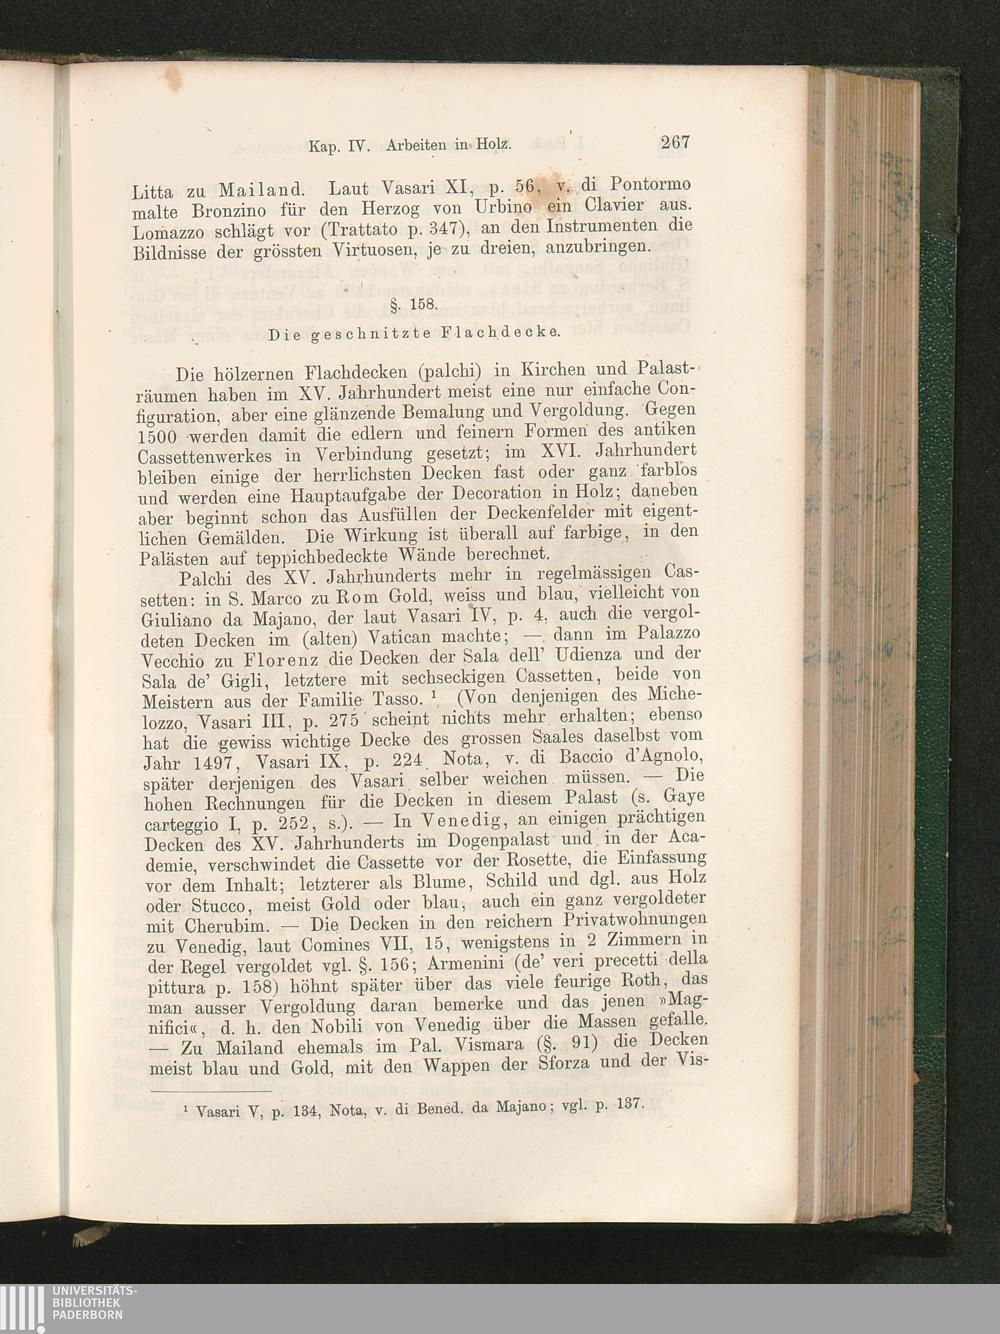 Kap. IV. Arbeiten in Holz. 267
Litta zu Mailand. Laut Vasari XI, p. 56, v. di Pontormo
malte Bronzino für den Herzog von Urbino ein Clavier aus.
Lomazzo schlägt vor (Trattato p. 347), an den Instrumenten die
Bildnisse der grössten Virtuosen, je zu dreien, anzubringen.
§. 158.
Die geschnitzte Flachdecke.
Die hölzernen Flachdecken (palchi) in Kirchen und Palast-
räumen haben im XV. Jahrhundert meist eine nur einfache Con-
figuration, aber eine glänzende Bemalung und Vergoldung. Gegen
1500 werden damit die edlern und feinern Formen des antiken
Cassettenwerkes in Verbindung gesetzt; im XVI. Jahrhundert
bleiben einige der herrlichsten Decken fast oder ganz farblos
und werden eine Hauptaufgabe der Decoration in Holz; daneben
aber beginnt schon das Ausfüllen der Deckenfelder mit eigent-
lichen Gemälden. Die Wirkung ist überall auf farbige, in den
Palästen auf teppichbedeckte Wände berechnet.
Palchi des XV. Jahrhunderts mehr in regelmässigen Cas-
setten: in S. Marco zu Rom Gold, weiss und blau, vielleicht von
Giuliano da Majano, der laut Vasari IV, p. 4, auch die vergol-
deten Decken im (alten) Vatican machte; — dann im Palazzo
Vecchio zu Florenz die Decken der Sala dell' Udienza und der
Sala de' Gigli, letztere mit sechseckigen Cassetten, beide von
Meistern aus der Familie Tasso. ¹ (Von denjenigen des Miche-
lozzo, Vasari III, p. 275 scheint nichts mehr erhalten; ebenso
hat die gewiss wichtige Decke des grossen Saales daselbst vom
Jahr 1497, Vasari IX, p. 224 Nota, v. di Baccio d'Agnolo,
später derjenigen des Vasari selber weichen müssen. — Die
hohen Rechnungen für die Decken in diesem Palast (s. Gaye
carteggio I, p. 252, s.). — In Venedig, an einigen prächtigen
Decken des XV. Jahrhunderts im Dogenpalast und in der Aca-
demie, verschwindet die Cassette vor der Rosette, die Einfassung
vor dem Inhalt; letzterer als Blume, Schild und dgl. aus Holz
oder Stucco, meist Gold oder blau, auch ein ganz vergoldeter
mit Cherubim. — Die Decken in den reichern Privatwohnungen
zu Venedig, laut Comines VII, 15, wenigstens in 2 Zimmern in
der Regel vergoldet vgl. §. 156; Armenini (de' veri precetti della
pittura p. 158) höhnt später über das viele feurige Roth, das
man ausser Vergoldung daran bemerke und das jenen »Mag-
nifici«, d. h. den Nobili von Venedig über die Massen gefalle.
— Zu Mailand ehemals im Pal. Vismara (§. 91) die Decken
meist blau und Gold, mit den Wappen der Sforza und der Vis-
¹ Vasari V, p. 134, Nota, v. di Bened. da Majano; vgl. p. 137.
UNIVERSITÄTS-
BIBLIOTHEK
PADERBORN